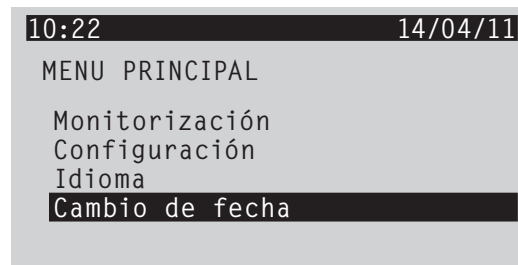 10:22 14/04/11
MENU PRINCIPAL
Monitorización
Configuración
Idioma
Cambio de fecha